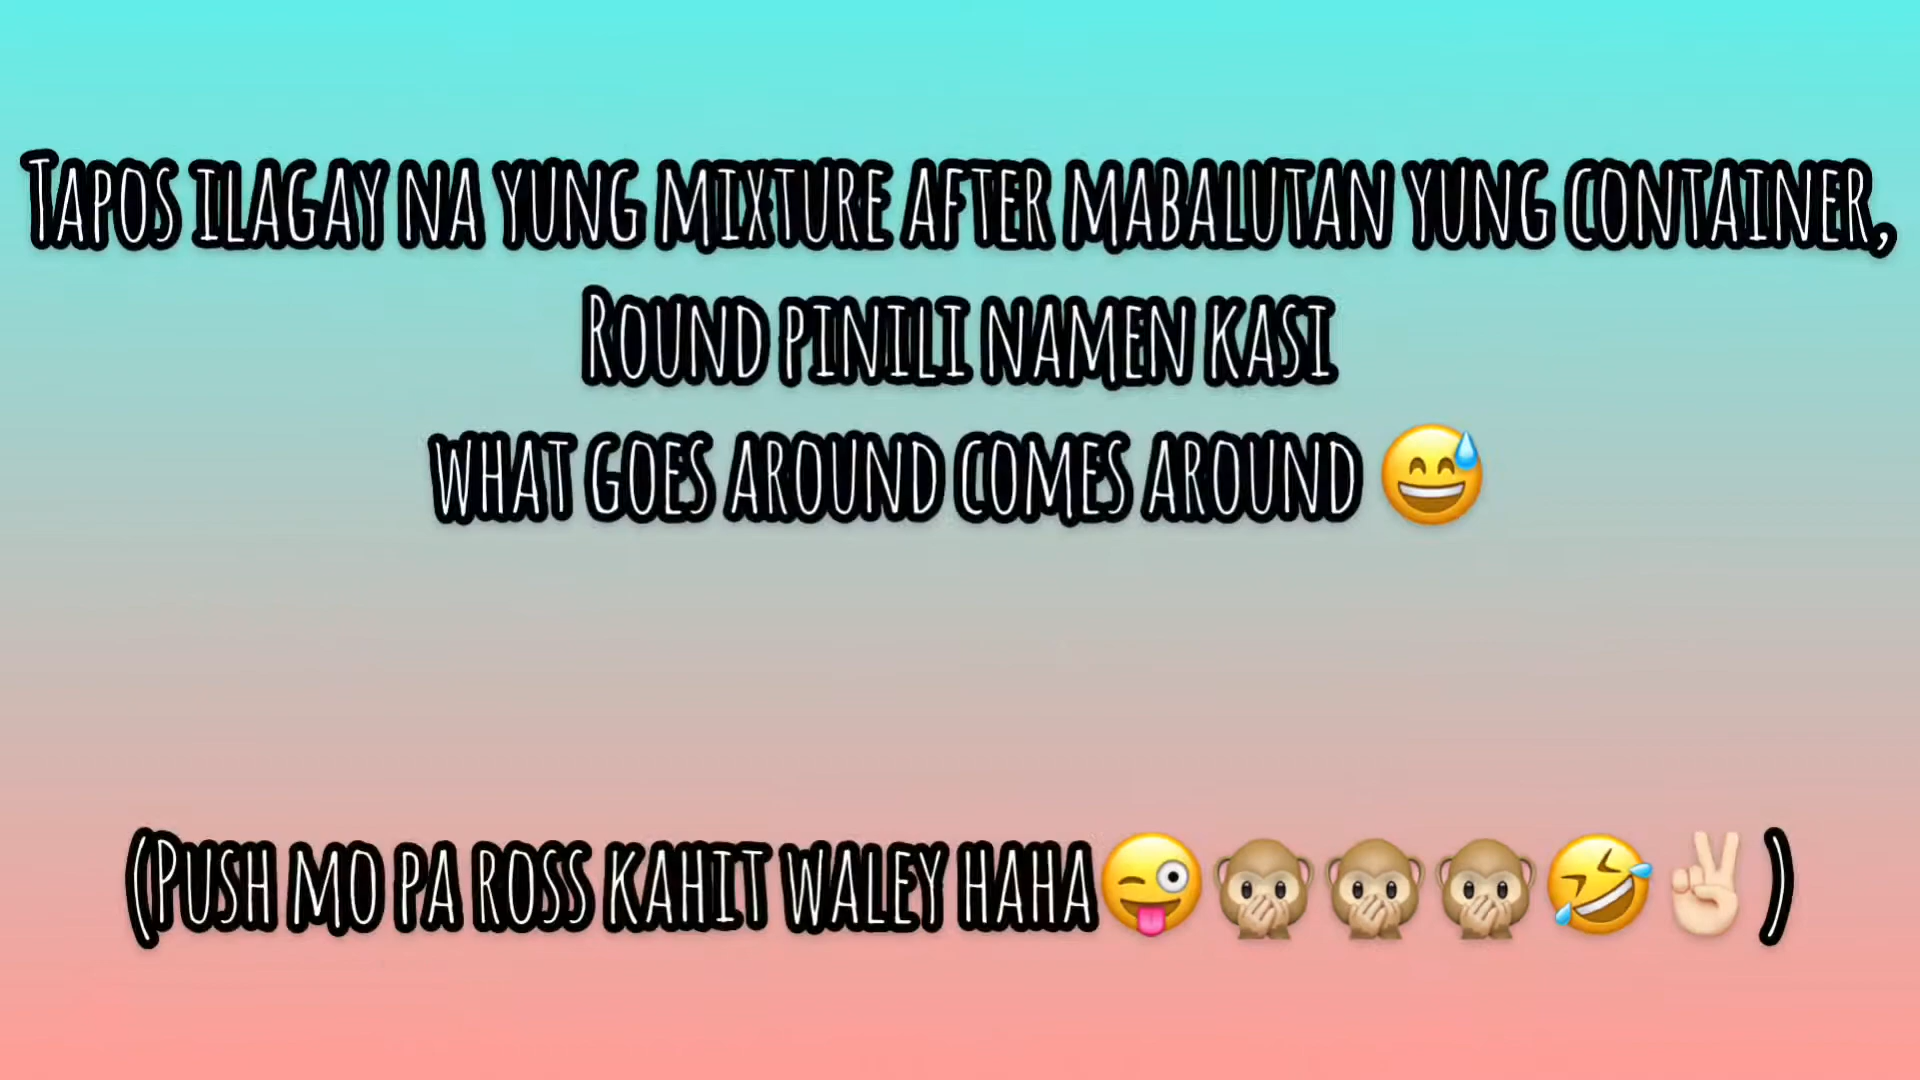 Tapos ilagay na yung mixture after mabalutan yung container,
Round pinili namen kasi
what goes around comes around 😅
(Push mo pa ross kahit waley haha😜🙊🙊🙊🤣✌🏻)